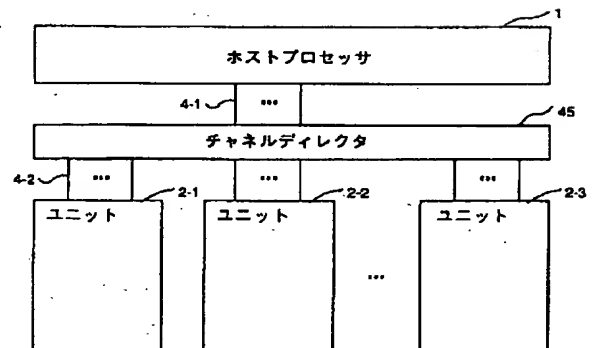 1
ホストプロセッサ
4-1 ...
45
チャネルディレクタ
4-2 ... ... ...
2-1 2-2 2-3
ユニット ユニット ユニット
...